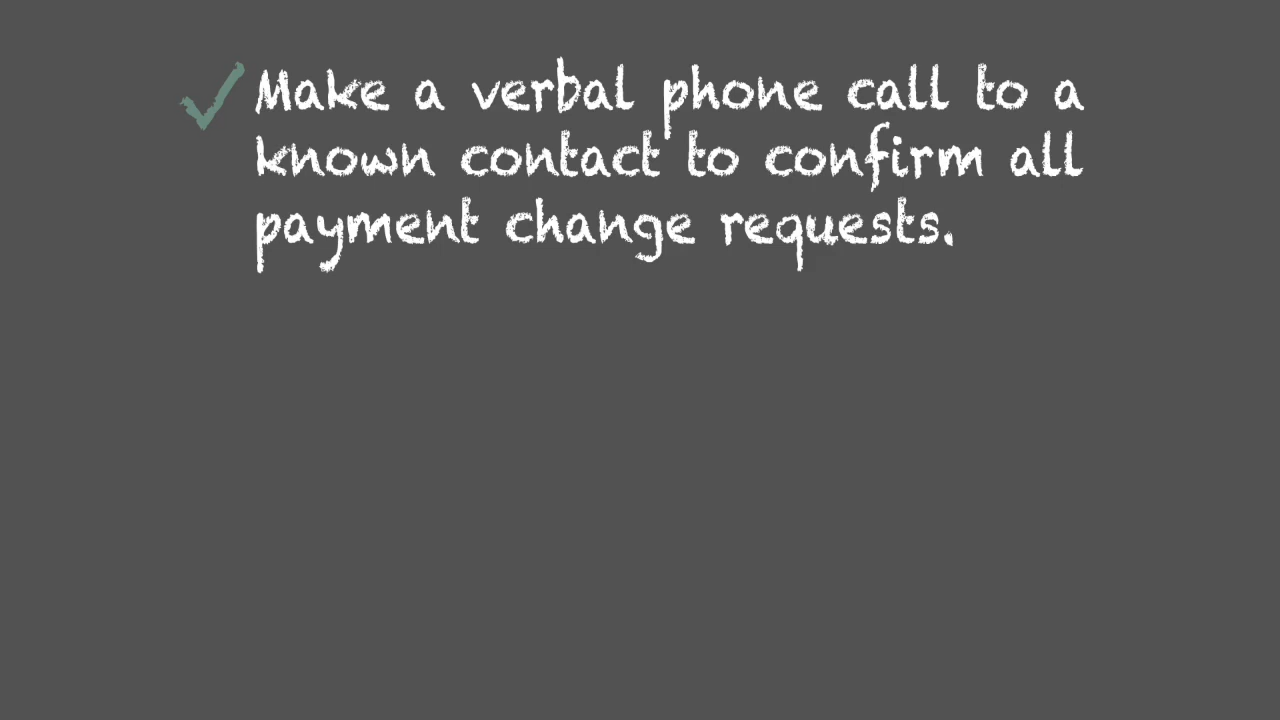 Make a verbal phone call to a
known contact to confirm all
payment change requests.